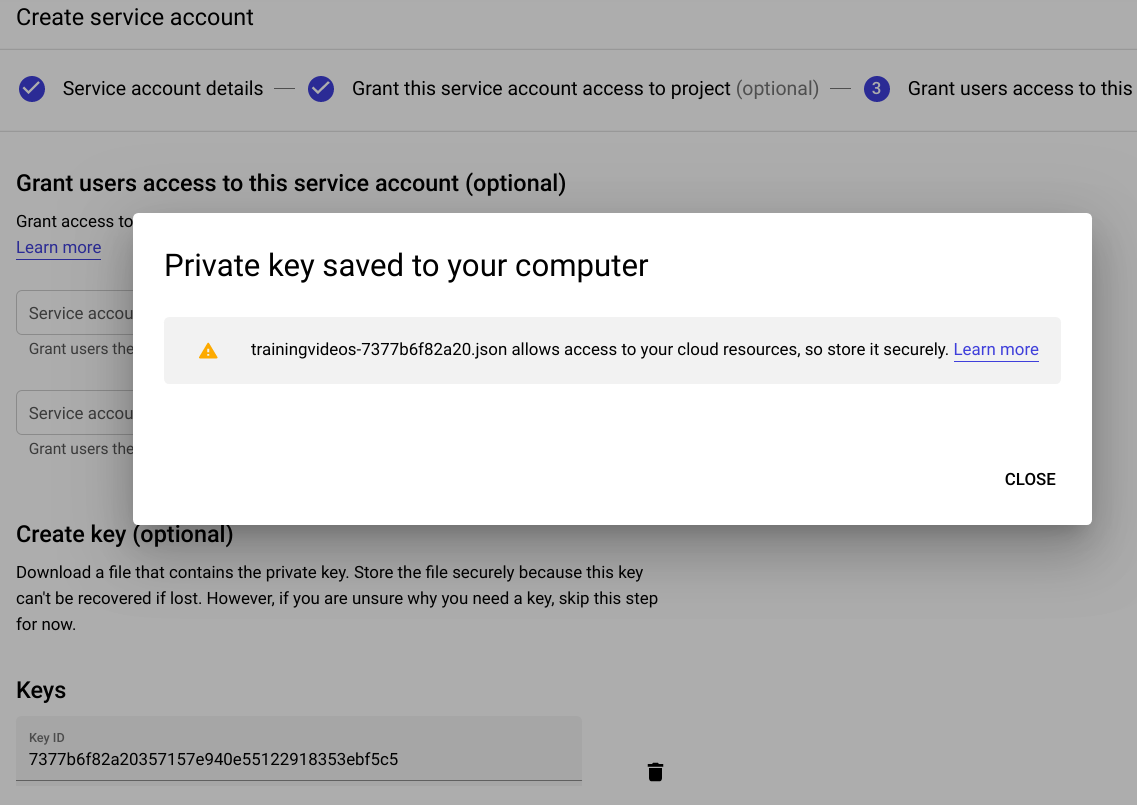 Create service account
Service account details
Grant this service account access to project (optional)
3
Grant users access to this
Grant users access to this service account (optional)
Grant access to
Learn more
Service accou
Grant users the
Service accou
Grant users the
Private key saved to your computer
trainingvideos-7377b6f82a20.json allows access to your cloud resources, so store it securely. Learn more
CLOSE
Create key (optional)
Download a file that contains the private key. Store the file securely because this key
can't be recovered if lost. However, if you are unsure why you need a key, skip this step
for now.
Keys
Key ID
7377b6f82a20357157e940e55122918353ebf5c5